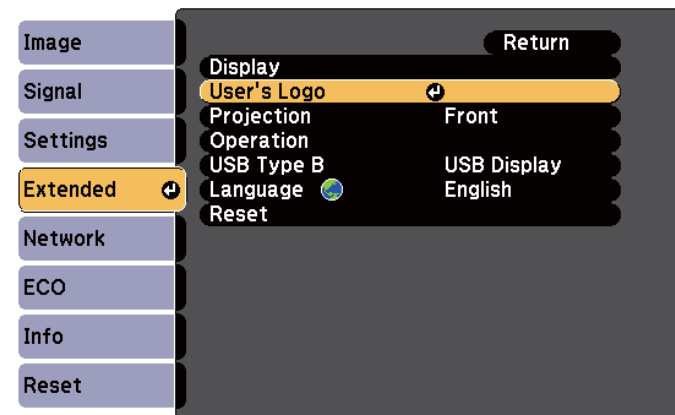 Image
Signal
Settings
Extended
Network
ECO
Info
Reset
Return
Display
User's Logo
Projection Front
Operation
USB Type B USB Display
Language English
Reset